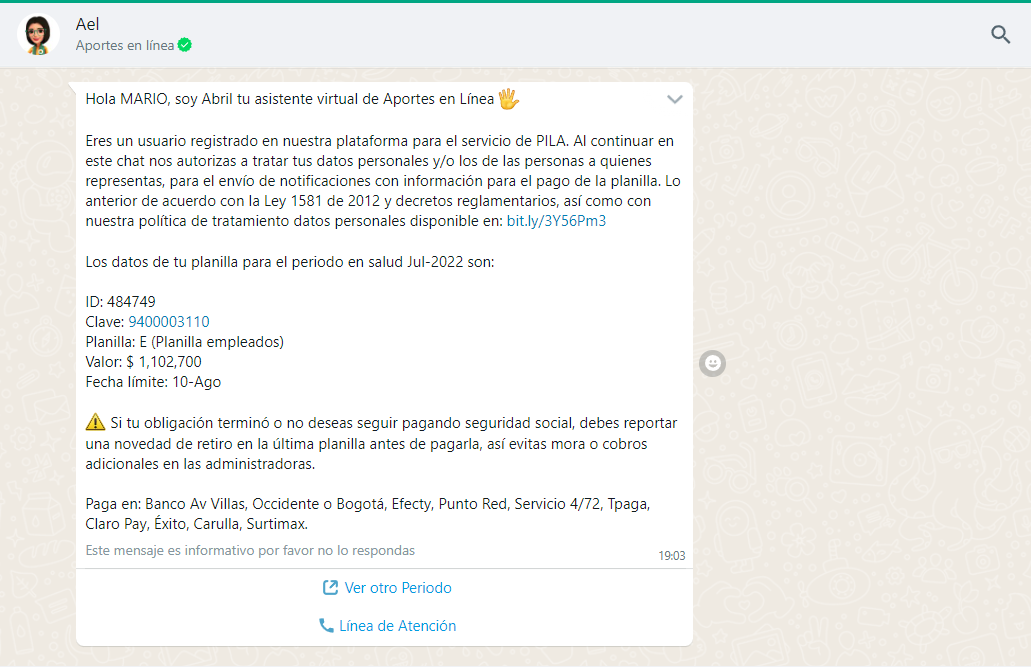 Ael
Aportes en línea
Hola MARIO, soy Abril tu asistente virtual de Aportes en Línea 🖐
Eres un usuario registrado en nuestra plataforma para el servicio de PILA. Al continuar en
este chat nos autorizas a tratar tus datos personales y/o los de las personas a quienes
representas, para el envío de notificaciones con información para el pago de la planilla. Lo
anterior de acuerdo con la Ley 1581 de 2012 y decretos reglamentarios, así como con
nuestra política de tratamiento datos personales disponible en: bit.ly/3Y56Pm3
Los datos de tu planilla para el periodo en salud Jul-2022 son:
ID: 484749
Clave: 9400003110
Planilla: E (Planilla empleados)
Valor: $ 1,102,700
Fecha límite: 10-Ago
⚠️ Si tu obligación terminó o no deseas seguir pagando seguridad social, debes reportar
una novedad de retiro en la última planilla antes de pagarla, así evitas mora o cobros
adicionales en las administradoras.
Paga en: Banco Av Villas, Occidente o Bogotá, Efecty, Punto Red, Servicio 4/72, Tpaga,
Claro Pay, Éxito, Carulla, Surtimax.
Este mensaje es informativo por favor no lo respondas
19:03
Ver otro Periodo
Línea de Atención